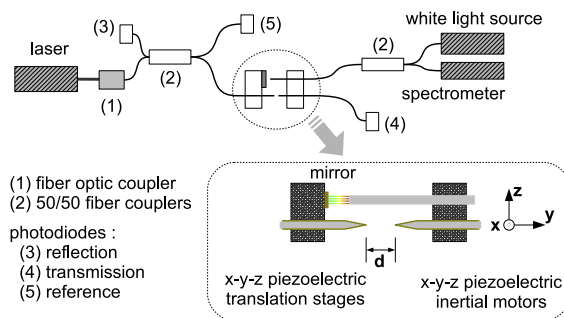 (3)
(5)
white light source
laser
(2)
(2)
spectrometer
(1)
(4)
mirror
(1) fiber optic coupler
(2) 50/50 fiber couplers
photodiodes :
(3) reflection
(4) transmission
(5) reference
z
x
y
d
x-y-z piezoelectric
translation stages
x-y-z piezoelectric
inertial motors